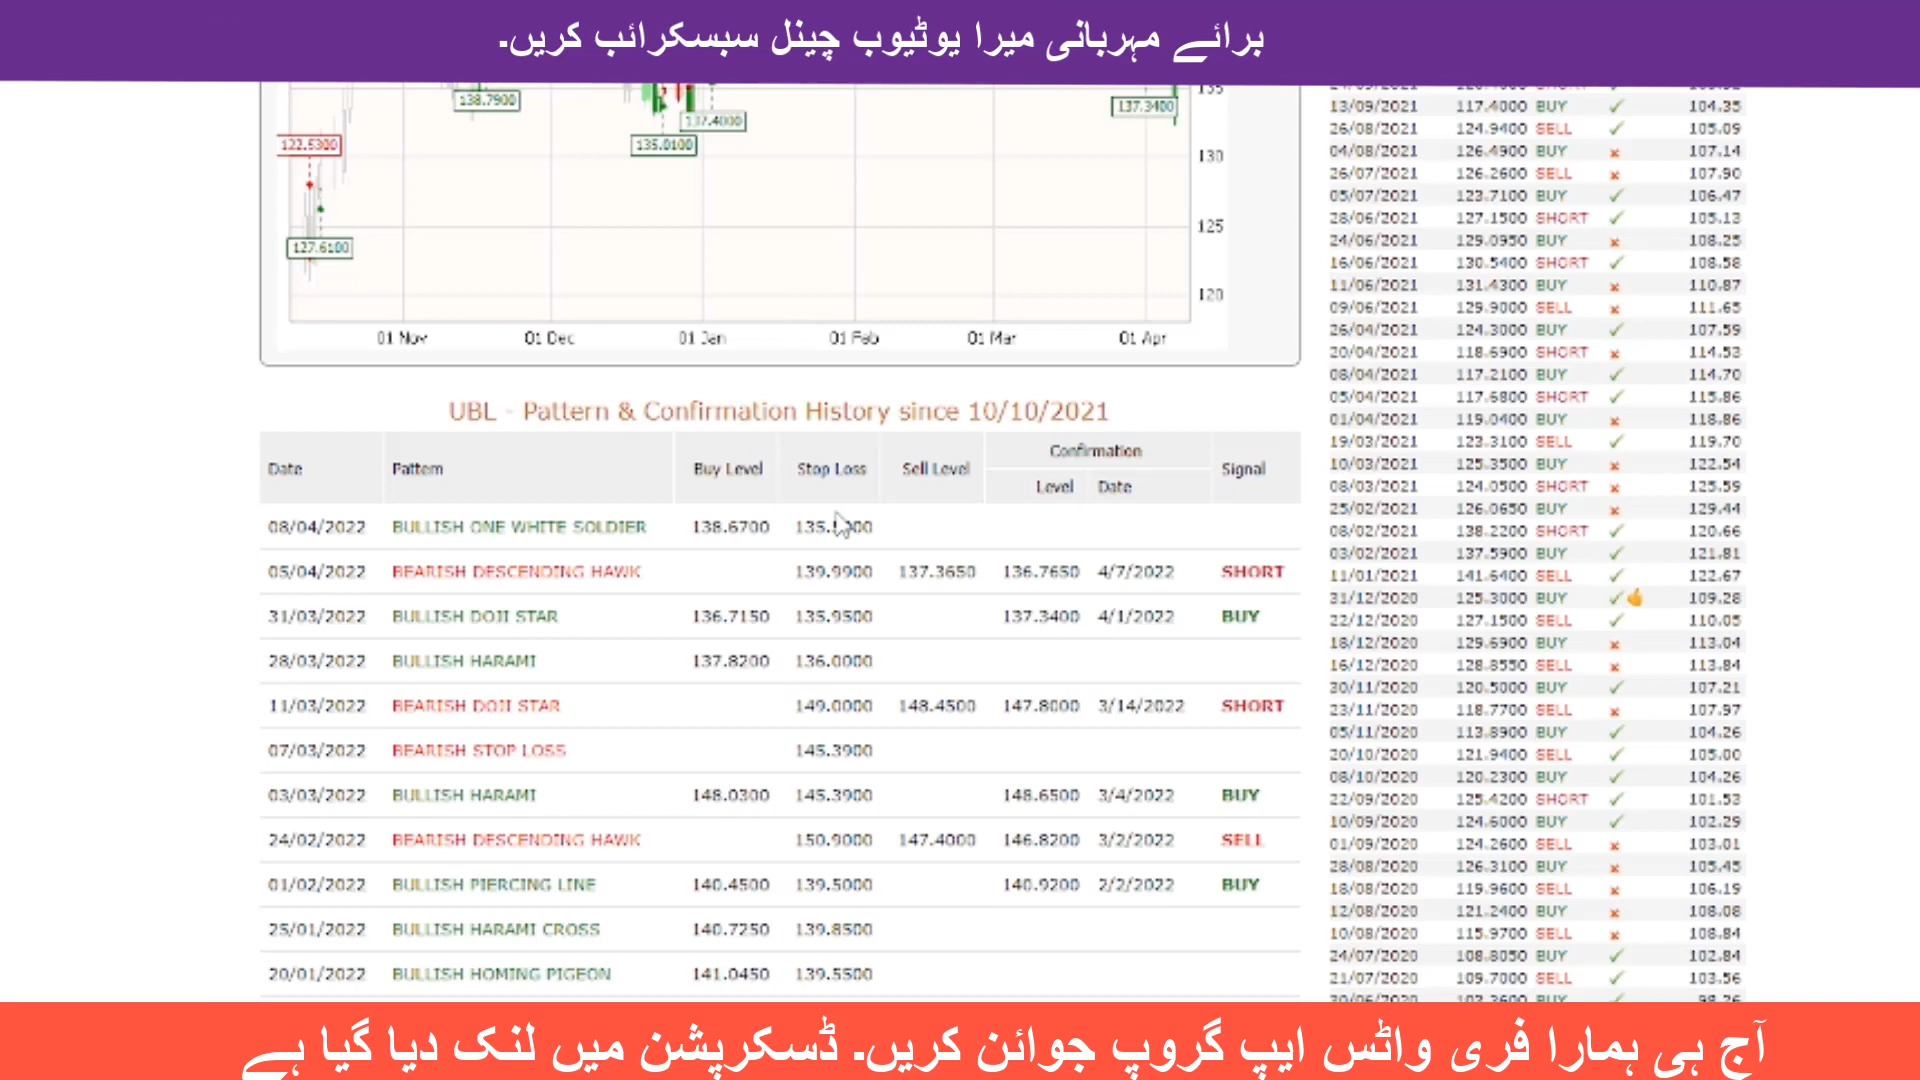 برائے مہربانی میرا یوٹیوب چینل سبسکرائب کریں۔
138.7900
137.4000
135.0100
122.5300
127.6100
137.3400
135
130
125
120
01 Nov 01 Dec 01 Jan 01 Feb 01 Mar 01 Apr
UBL - Pattern & Confirmation History since 10/10/2021
Date Pattern Buy Level Stop Loss Sell Level Confirmation Level Date Signal
08/04/2022 BULLISH ONE WHITE SOLDIER 138.6700
05/04/2022 BEARISH DESCENDING HAWK 139.9900 137.3650 136.7650 4/7/2022 SHORT
31/03/2022 BULLISH DOJI STAR 136.7150 135.9500 137.3400 4/1/2022 BUY
28/03/2022 BULLISH HARAMI 137.8200 136.0000
11/03/2022 BEARISH DOJI STAR 149.0000 148.4500 147.8000 3/14/2022 SHORT
07/03/2022 BEARISH STOP LOSS 145.3900
03/03/2022 BULLISH HARAMI 148.0300 145.3900 148.6500 3/4/2022 BUY
24/02/2022 BEARISH DESCENDING HAWK 150.9000 147.4000 146.8200 3/2/2022 SELL
01/02/2022 BULLISH PIERCING LINE 140.4500 139.5000 140.9200 2/2/2022 BUY
25/01/2022 BULLISH HARAMI CROSS 140.7250 139.8500
20/01/2022 BULLISH HOMING PIGEON 141.0450 139.5500
13/09/2021 117.4000 BUY ✓ 104.35
26/08/2021 124.9400 SELL ✓ 105.09
04/08/2021 126.4900 BUY × 107.14
26/07/2021 126.2600 SELL × 107.90
05/07/2021 123.7100 BUY ✓ 106.47
28/06/2021 127.1500 SHORT ✓ 105.13
24/06/2021 129.0950 BUY × 108.25
16/06/2021 130.5400 SHORT ✓ 108.58
11/06/2021 131.4300 BUY × 110.87
09/06/2021 129.9000 SELL × 111.65
26/04/2021 124.3000 BUY ✓ 107.59
20/04/2021 118.6900 SHORT × 114.53
08/04/2021 117.2100 BUY ✓ 114.70
05/04/2021 117.6800 SHORT ✓ 115.86
01/04/2021 119.0400 BUY × 118.86
19/03/2021 123.3100 SELL ✓ 119.70
10/03/2021 125.3500 BUY × 122.54
08/03/2021 124.0500 SHORT × 125.59
25/02/2021 126.0650 BUY × 129.44
08/02/2021 138.2200 SHORT ✓ 120.66
03/02/2021 137.5900 BUY ✓ 121.81
11/01/2021 141.6400 SELL ✓ 122.67
31/12/2020 125.3000 BUY ✓ 109.28
22/12/2020 127.1500 SELL ✓ 110.05
18/12/2020 129.6900 BUY × 113.04
16/12/2020 128.8550 SELL × 113.84
30/11/2020 120.5000 BUY ✓ 107.21
23/11/2020 118.7700 SELL × 107.97
05/11/2020 113.8900 BUY ✓ 104.26
20/10/2020 121.9400 SELL ✓ 105.00
08/10/2020 120.2300 BUY ✓ 104.26
22/09/2020 125.4200 SHORT ✓ 101.53
10/09/2020 124.6000 BUY ✓ 102.29
01/09/2020 124.2600 SELL × 103.01
28/08/2020 126.3100 BUY × 105.45
18/08/2020 119.9600 SELL × 106.19
12/08/2020 121.2400 BUY × 108.08
10/08/2020 115.9700 SELL × 108.84
24/07/2020 108.8050 BUY ✓ 102.84
21/07/2020 109.7000 SELL ✓ 103.56
آج ہی ہمارا فری واٹس ایپ گروپ جوائن کریں۔ ڈسکرپشن میں لنک دیا گیا ہے